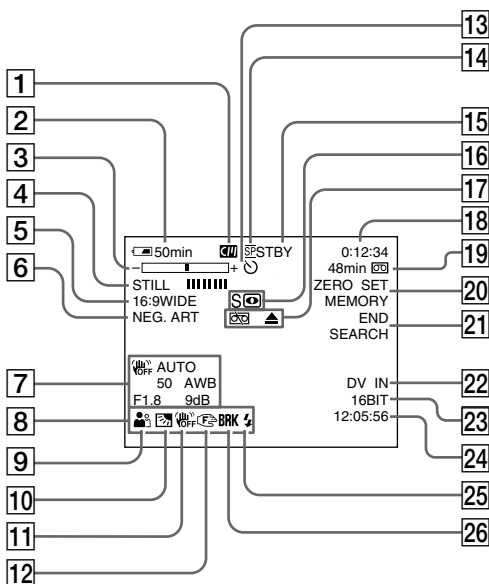 13
14
1
2
15
3
16
4
17
5
18
6
19
50min SP STBY 0:12:34
− + 48min
STILL ZERO SET
16:9WIDE S MEMORY
NEG. ART END
SEARCH
20
21
7
OFF AUTO
50 AWB
F1.8 9dB
DV IN
16BIT
12:05:56
22
8
OFF BRK
23
9
24
10
25
11
26
12